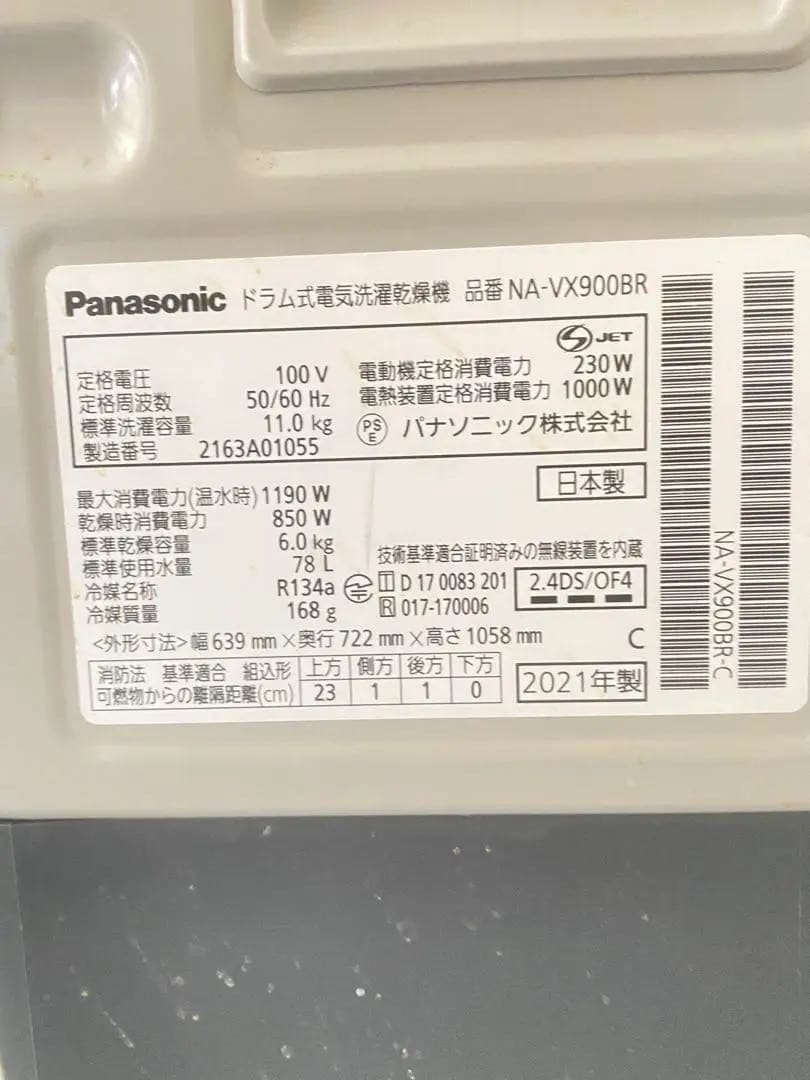 Panasonic ドラム式電気洗濯乾燥機 品番 NA-VX900BR
JET
定格電圧 100 V 電動機定格消費電力 230 W
定格周波数 50/60 Hz 電熱装置定格消費電力 1000 W
標準洗濯容量 11.0 kg PSE パナソニック株式会社
製造番号 2163A01055
日本製
最大消費電力(温水時) 1190 W
乾燥時消費電力 850 W
標準乾燥容量 6.0 kg 技術基準適合証明済みの無線装置を内蔵
標準使用水量 78 L
冷媒名称 R134a T D 17 0083 201 2.4DS/OF4
冷媒質量 168 g R 017-170006
<外形寸法>幅 639 mm×奥行 722 mm×高さ 1058 mm C
消防法 基準適合 組込形 上方 側方 後方 下方
可燃物からの離隔距離(cm) 23 1 1 0
2021年製
NA-VX900BR-C